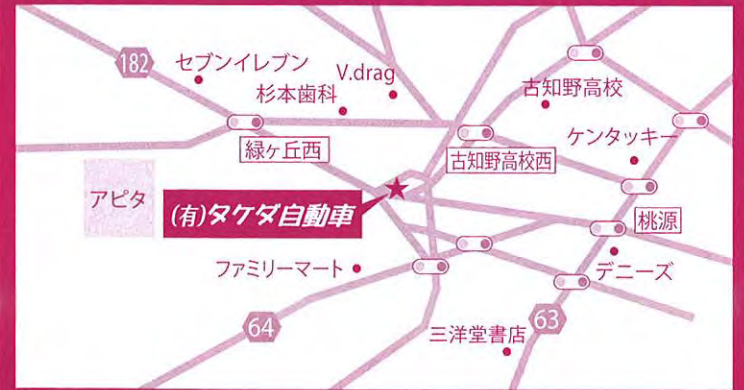 182
セブンイレブン
V.drag
杉本歯科
古知野高校
ケンタッキー
緑ヶ丘西
古知野高校西
アピタ
(有)タケダ自動車
桃源
ファミリーマート
デニーズ
64
63
三洋堂書店